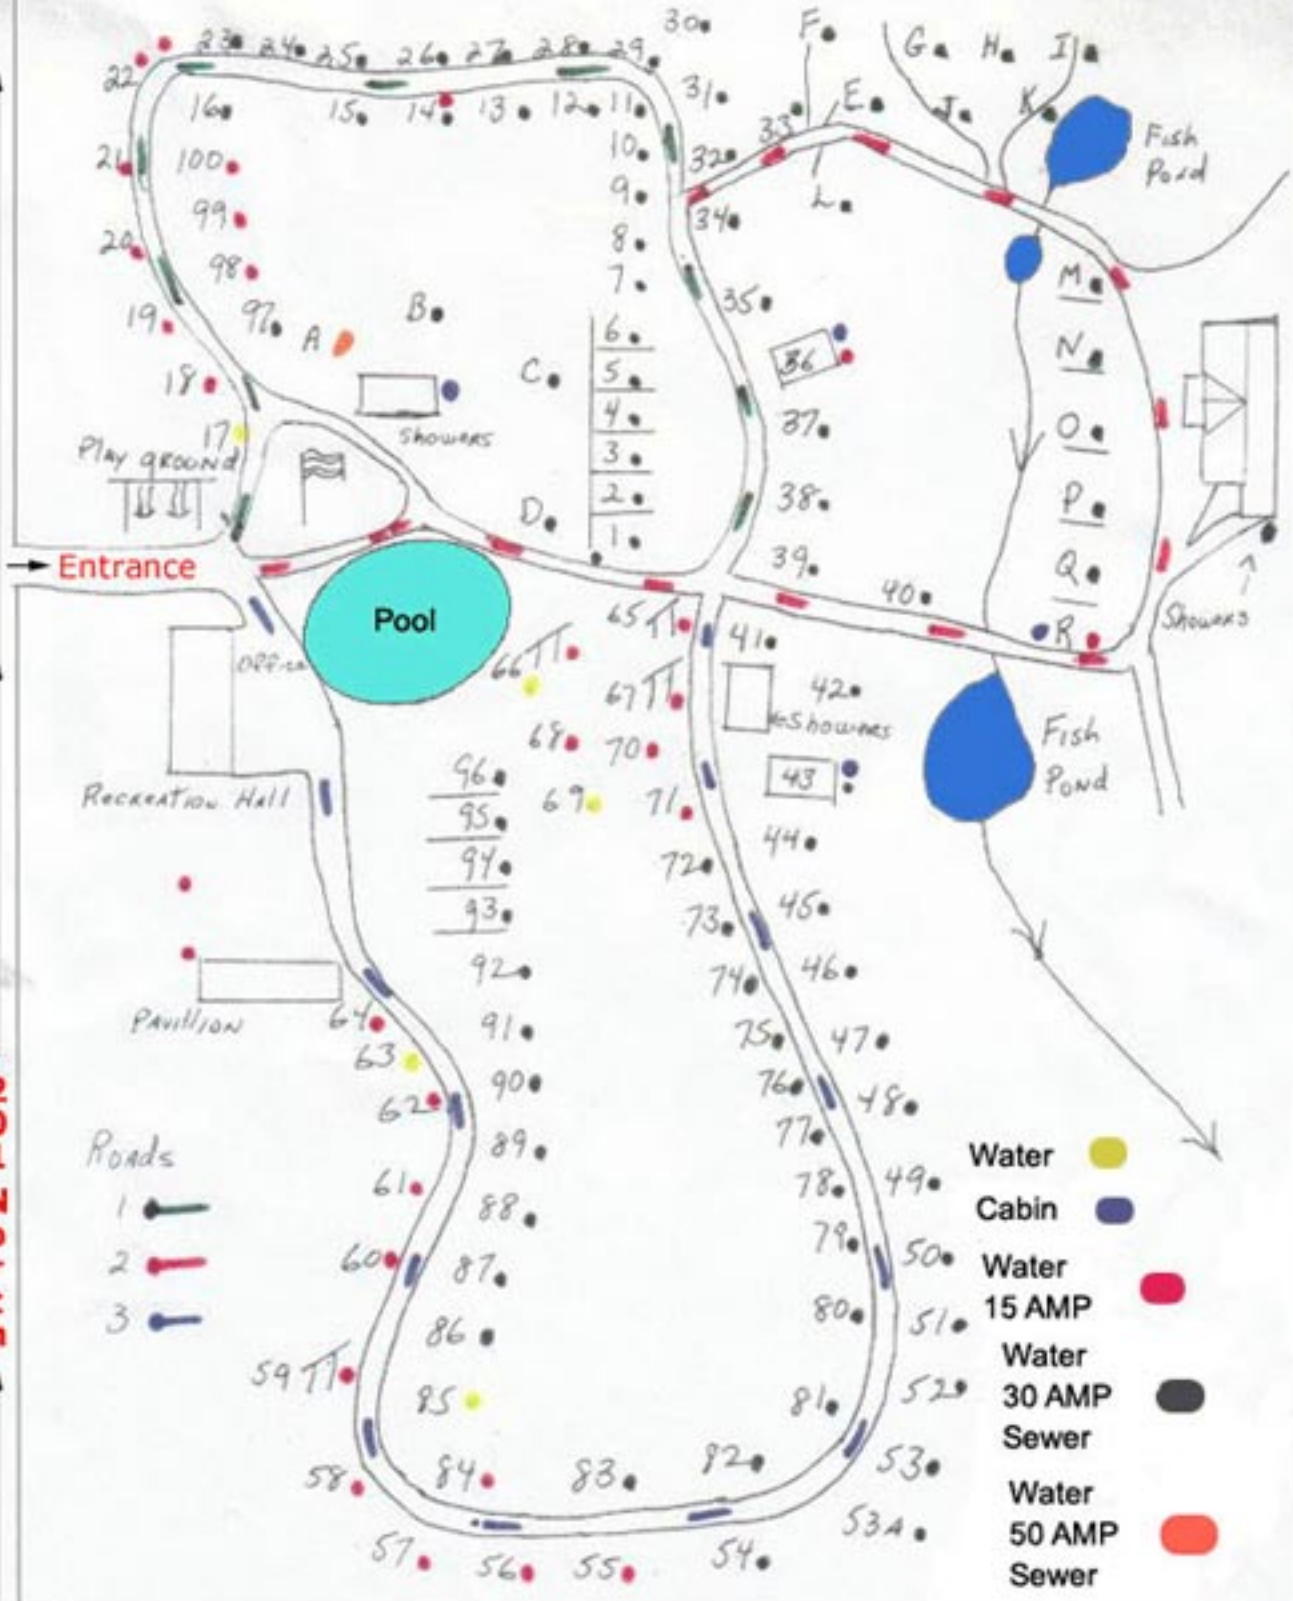 30 F G H I
23 24 25 26 27 28 29
22
31 E J K
16 15 14 13 12 11
33
Fish
Pond
21 100 10 32
99 9 L
34
20 98 8
7 M
19 97 A B 35
6 N
36
18 C 5
4 37 O
17 Showers
Play Ground 3
2 38 P
D
1
Entrance 39 Q
40
Pool 65 41 R Showers
Office 66
67 42
Showers
68 70 Fish
Pond
96 43
Recreation Hall 69 71
95
94 72 44
93 73 45
92 74 46
Pavillion 64
91 75 47
63
90 76 48
62
77
Roads 89 Water
61 78 49
1 88 Cabin
79 50
2 60 87 Water
15 AMP
3 86 80 51
Water
59 85 81 52 30 AMP
Sewer
58 84 83 82 53
Water
53A 50 AMP
57 56 55 54
Sewer